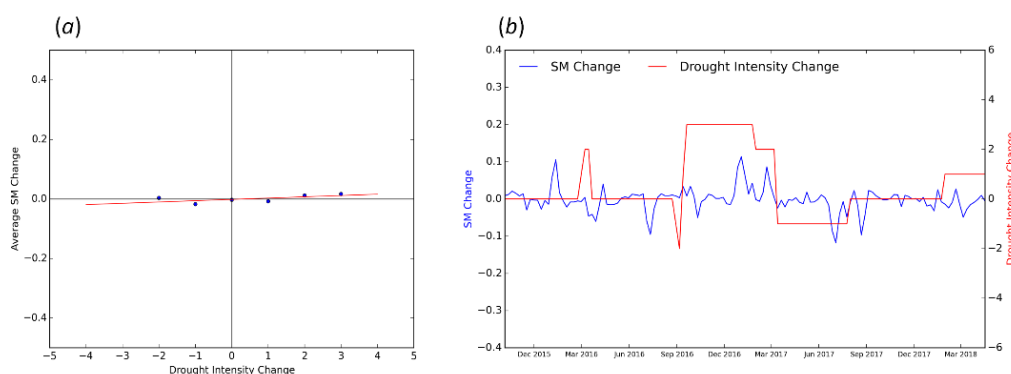 (a)
(b)
0.4
0.2
0.0
−0.2
−0.4
Average SM Change
−5 −4 −3 −2 −1 0 1 2 3 4 5
Drought Intensity Change
SM Change
Drought Intensity Change
0.4
0.3
0.2
0.1
0.0
−0.1
−0.2
−0.3
−0.4
SM Change
6
4
2
0
−2
−4
−6
Drought Intensity Change
Dec 2015 Mar 2016 Jun 2016 Sep 2016 Dec 2016 Mar 2017 Jun 2017 Sep 2017 Dec 2017 Mar 2018